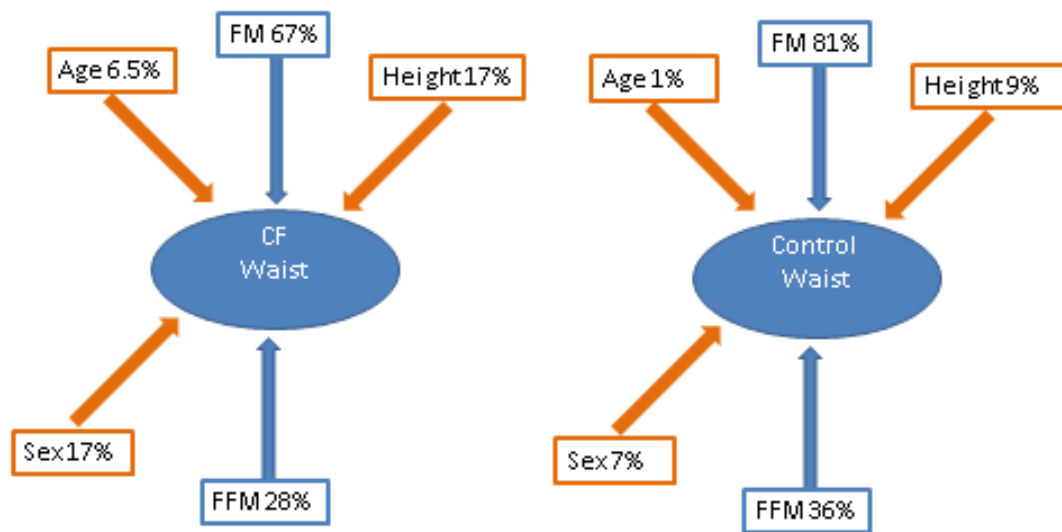 FM 67%
Age 6.5%
Height 17%
CF
Waist
Sex 17%
FFM 28%
FM 81%
Age 1%
Height 9%
Control
Waist
Sex 7%
FFM 36%